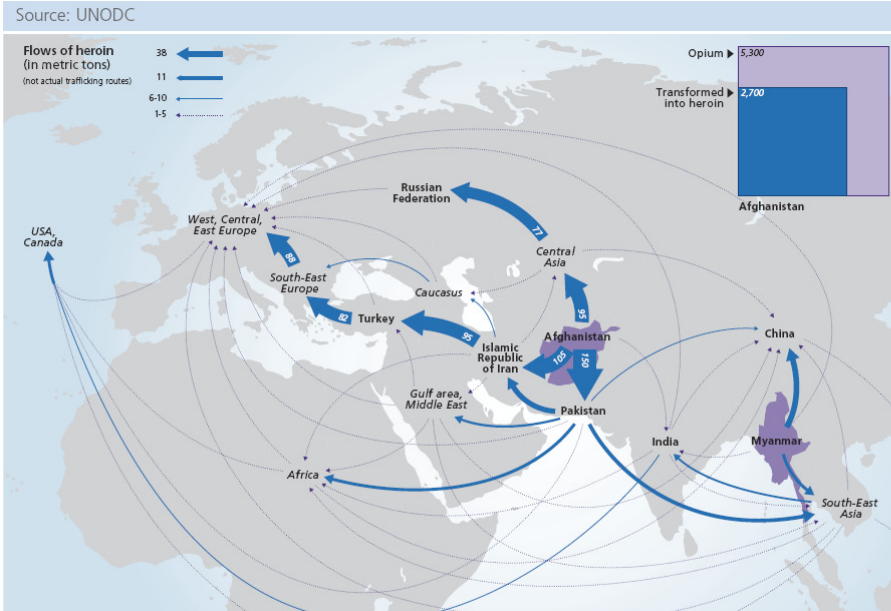 Source: UNODC
Flows of heroin
(in metric tons)
(not actual trafficking routes)
38
11
6-10
1-5
Opium
5,300
Transformed
into heroin
2,700
Afghanistan
Russian
Federation
West, Central,
East Europe
USA,
Canada
77
Central
Asia
88
South-East
Europe
Caucasus
95
Turkey
82
95
Islamic
Republic
of Iran
Afghanistan
105
150
China
Gulf area,
Middle East
Pakistan
India
Myanmar
Africa
South-East
Asia